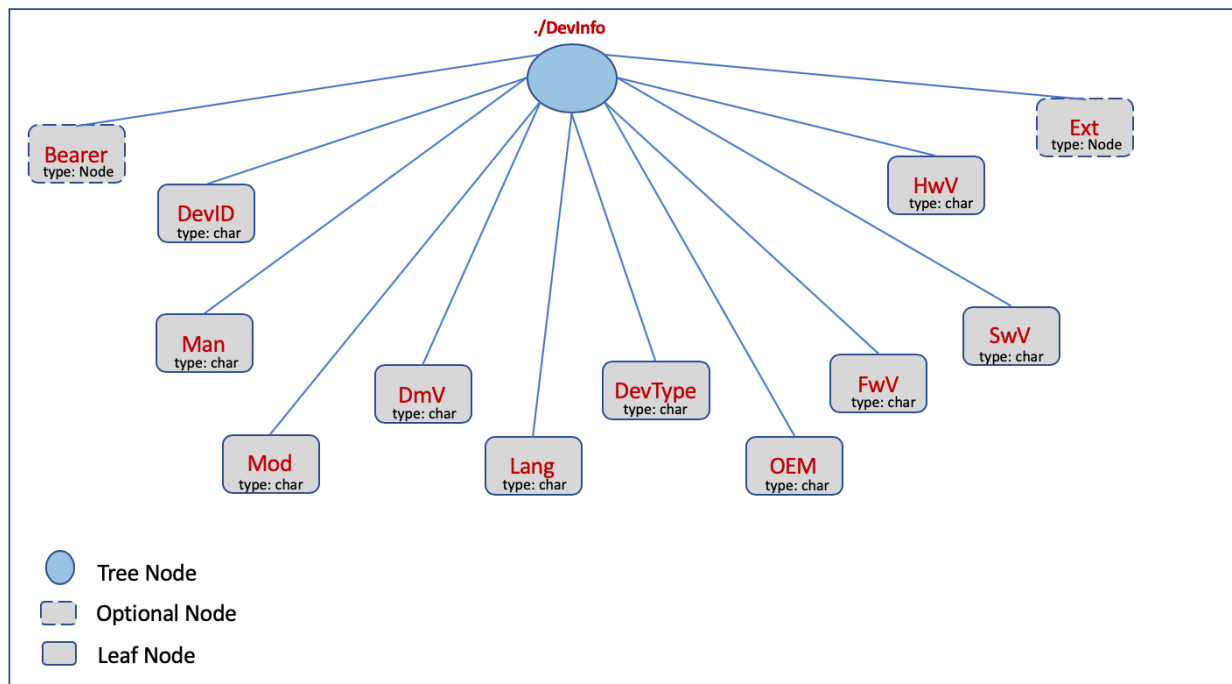 ./DevInfo
Bearer
type: Node
Ext
type: Node
HwV
type: char
DevID
type: char
Man
type: char
SwV
type: char
DmV
type: char
DevType
type: char
FwV
type: char
Mod
type: char
Lang
type: char
OEM
type: char
Tree Node
Optional Node
Leaf Node